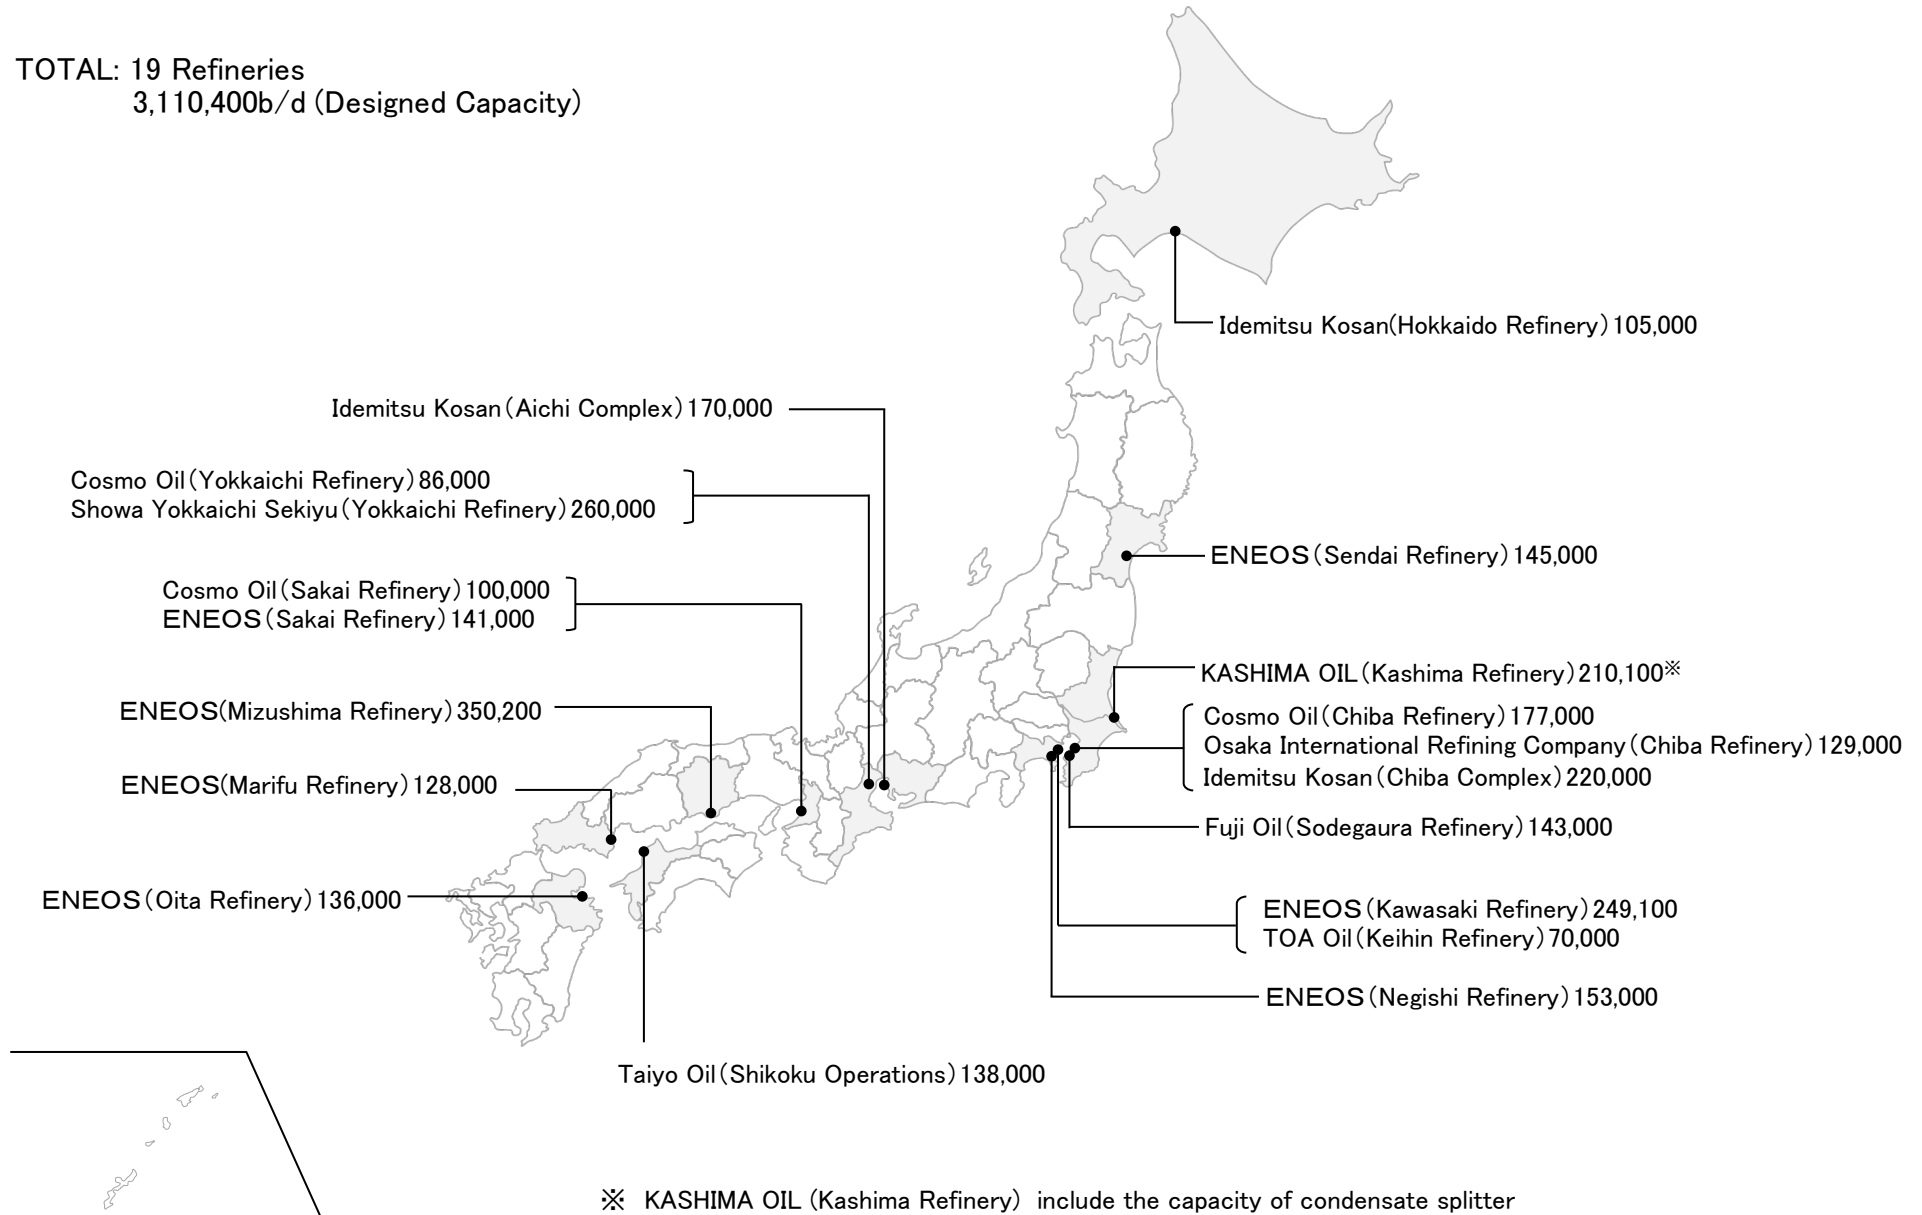 TOTAL: 19 Refineries
3,110,400b/d (Designed Capacity)
Idemitsu Kosan(Hokkaido Refinery)105,000
Idemitsu Kosan(Aichi Complex)170,000
Cosmo Oil(Yokkaichi Refinery)86,000
Showa Yokkaichi Sekiyu(Yokkaichi Refinery)260,000
ENEOS(Sendai Refinery)145,000
Cosmo Oil(Sakai Refinery)100,000
ENEOS(Sakai Refinery)141,000
KASHIMA OIL(Kashima Refinery)210,100※
ENEOS(Mizushima Refinery)350,200
Cosmo Oil(Chiba Refinery)177,000
Osaka International Refining Company(Chiba Refinery)129,000
Idemitsu Kosan(Chiba Complex)220,000
ENEOS(Marifu Refinery)128,000
Fuji Oil(Sodegaura Refinery)143,000
ENEOS(Oita Refinery)136,000
ENEOS(Kawasaki Refinery)249,100
TOA Oil(Keihin Refinery)70,000
ENEOS(Negishi Refinery)153,000
Taiyo Oil(Shikoku Operations)138,000
※ KASHIMA OIL (Kashima Refinery) include the capacity of condensate splitter